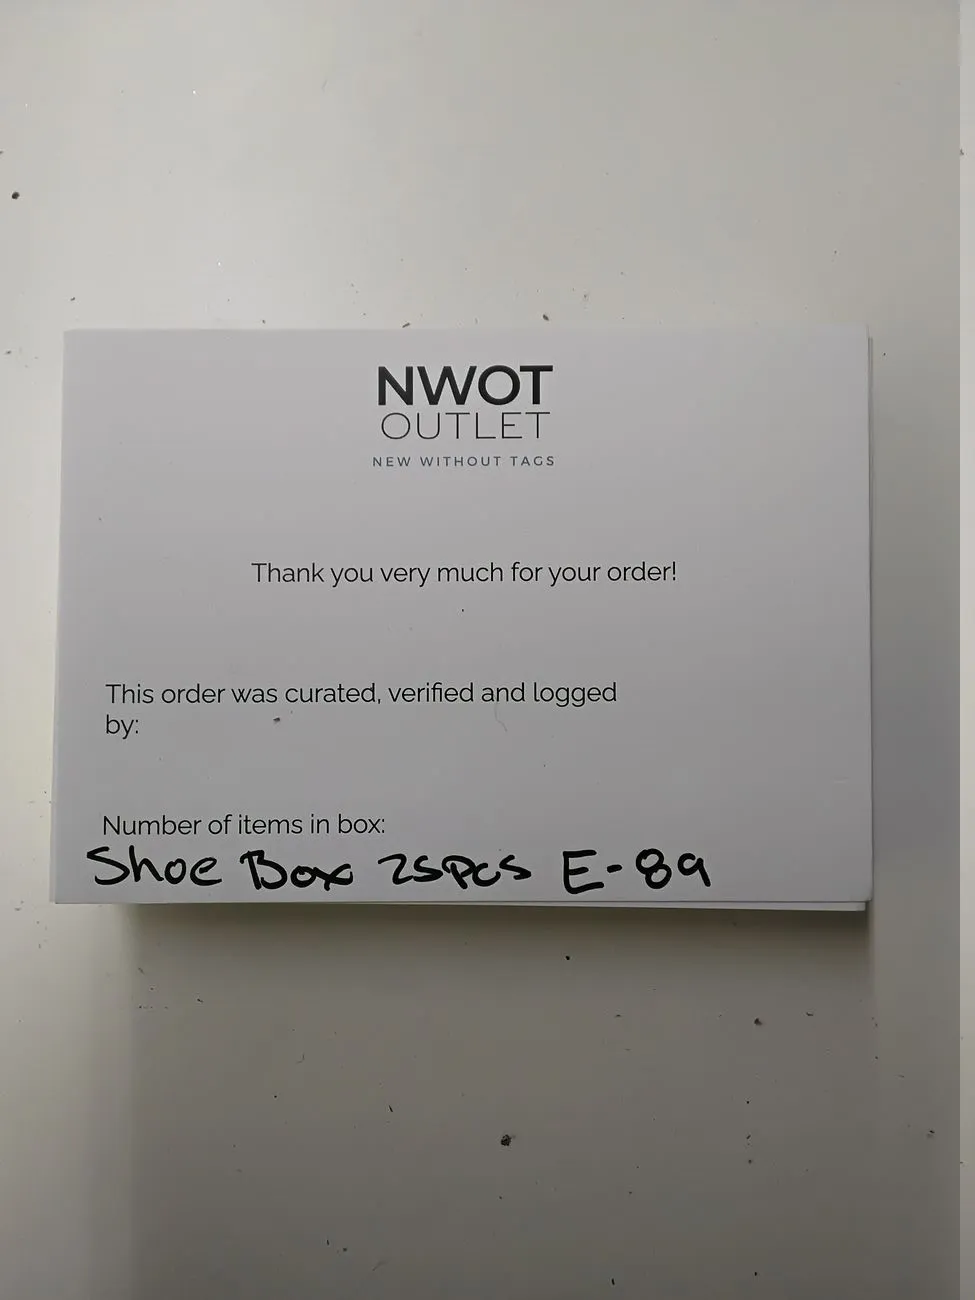 NWOT
OUTLET
NEW WITHOUT TAGS
Thank you very much for your order!
This order was curated, verified and logged
by:
Number of items in box:
Shoe Box 25PCS E-89